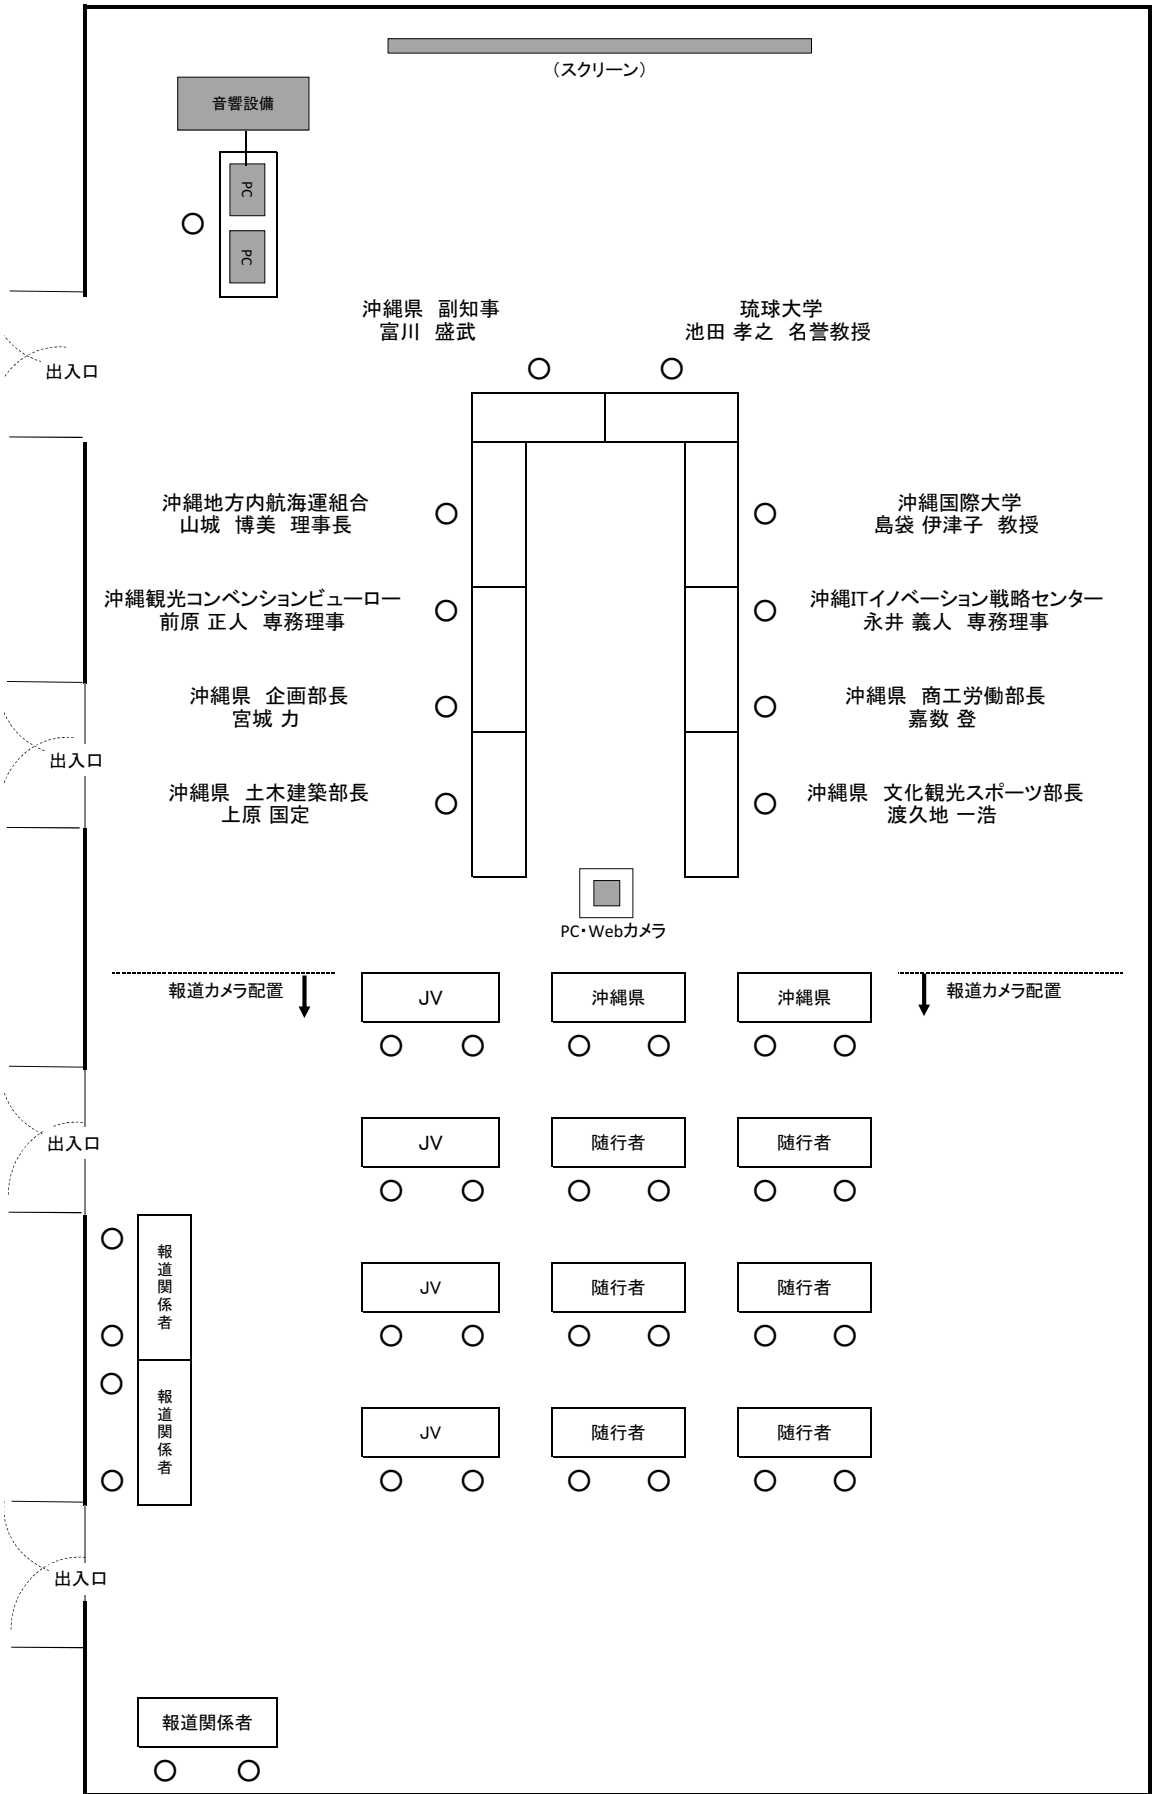 (スクリーン)
音響設備
PC
PC
沖縄県 副知事
富川 盛武
琉球大学
池田 孝之 名誉教授
出入口
沖縄地方内航海運組合
山城 博美 理事長
沖縄国際大学
島袋 伊津子 教授
沖縄観光コンベンションビューロー
前原 正人 専務理事
沖縄ITイノベーション戦略センター
永井 義人 専務理事
沖縄県 企画部長
宮城 力
沖縄県 商工労働部長
嘉数 登
出入口
沖縄県 土木建築部長
上原 国定
沖縄県 文化観光スポーツ部長
渡久地 一浩
PC・Webカメラ
報道カメラ配置
JV
沖縄県
沖縄県
報道カメラ配置
出入口
JV
随行者
随行者
報道関係者
JV
随行者
随行者
報道関係者
JV
随行者
随行者
出入口
報道関係者